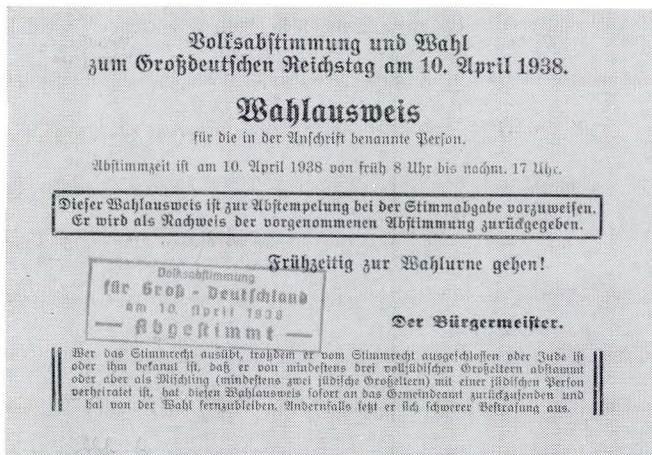 Volksabstimmung und Wahl
zum Großdeutschen Reichstag am 10. April 1938.
Wahlausweis
für die in der Anschrift benannte Person.
Abstimmzeit ist am 10. April 1938 von früh 8 Uhr bis nachm. 17 Uhr.
Dieser Wahlausweis ist zur Abstempelung bei der Stimmabgabe vorzuweisen.
Er wird als Nachweis der vorgenommenen Abstimmung zurückgegeben.
Frühzeitig zur Wahlurne gehen!
Volksabstimmung
für Groß-Deutschland
am 10. April 1938
— Abgestimmt —
Der Bürgermeister.
Wer das Stimmrecht ausübt, trotzdem er vom Stimmrecht ausgeschlossen oder Jude ist
oder ihm bekannt ist, daß er von mindestens drei volljüdischen Großeltern abstammt
oder aber als Mischling (mindestens zwei jüdische Großeltern) mit einer jüdischen Person
verheiratet ist, hat diesen Wahlausweis sofort an das Gemeindeamt zurückzusenden und
hat von der Wahl fernzubleiben. Andernfalls setzt er sich schwerer Bestrafung aus.